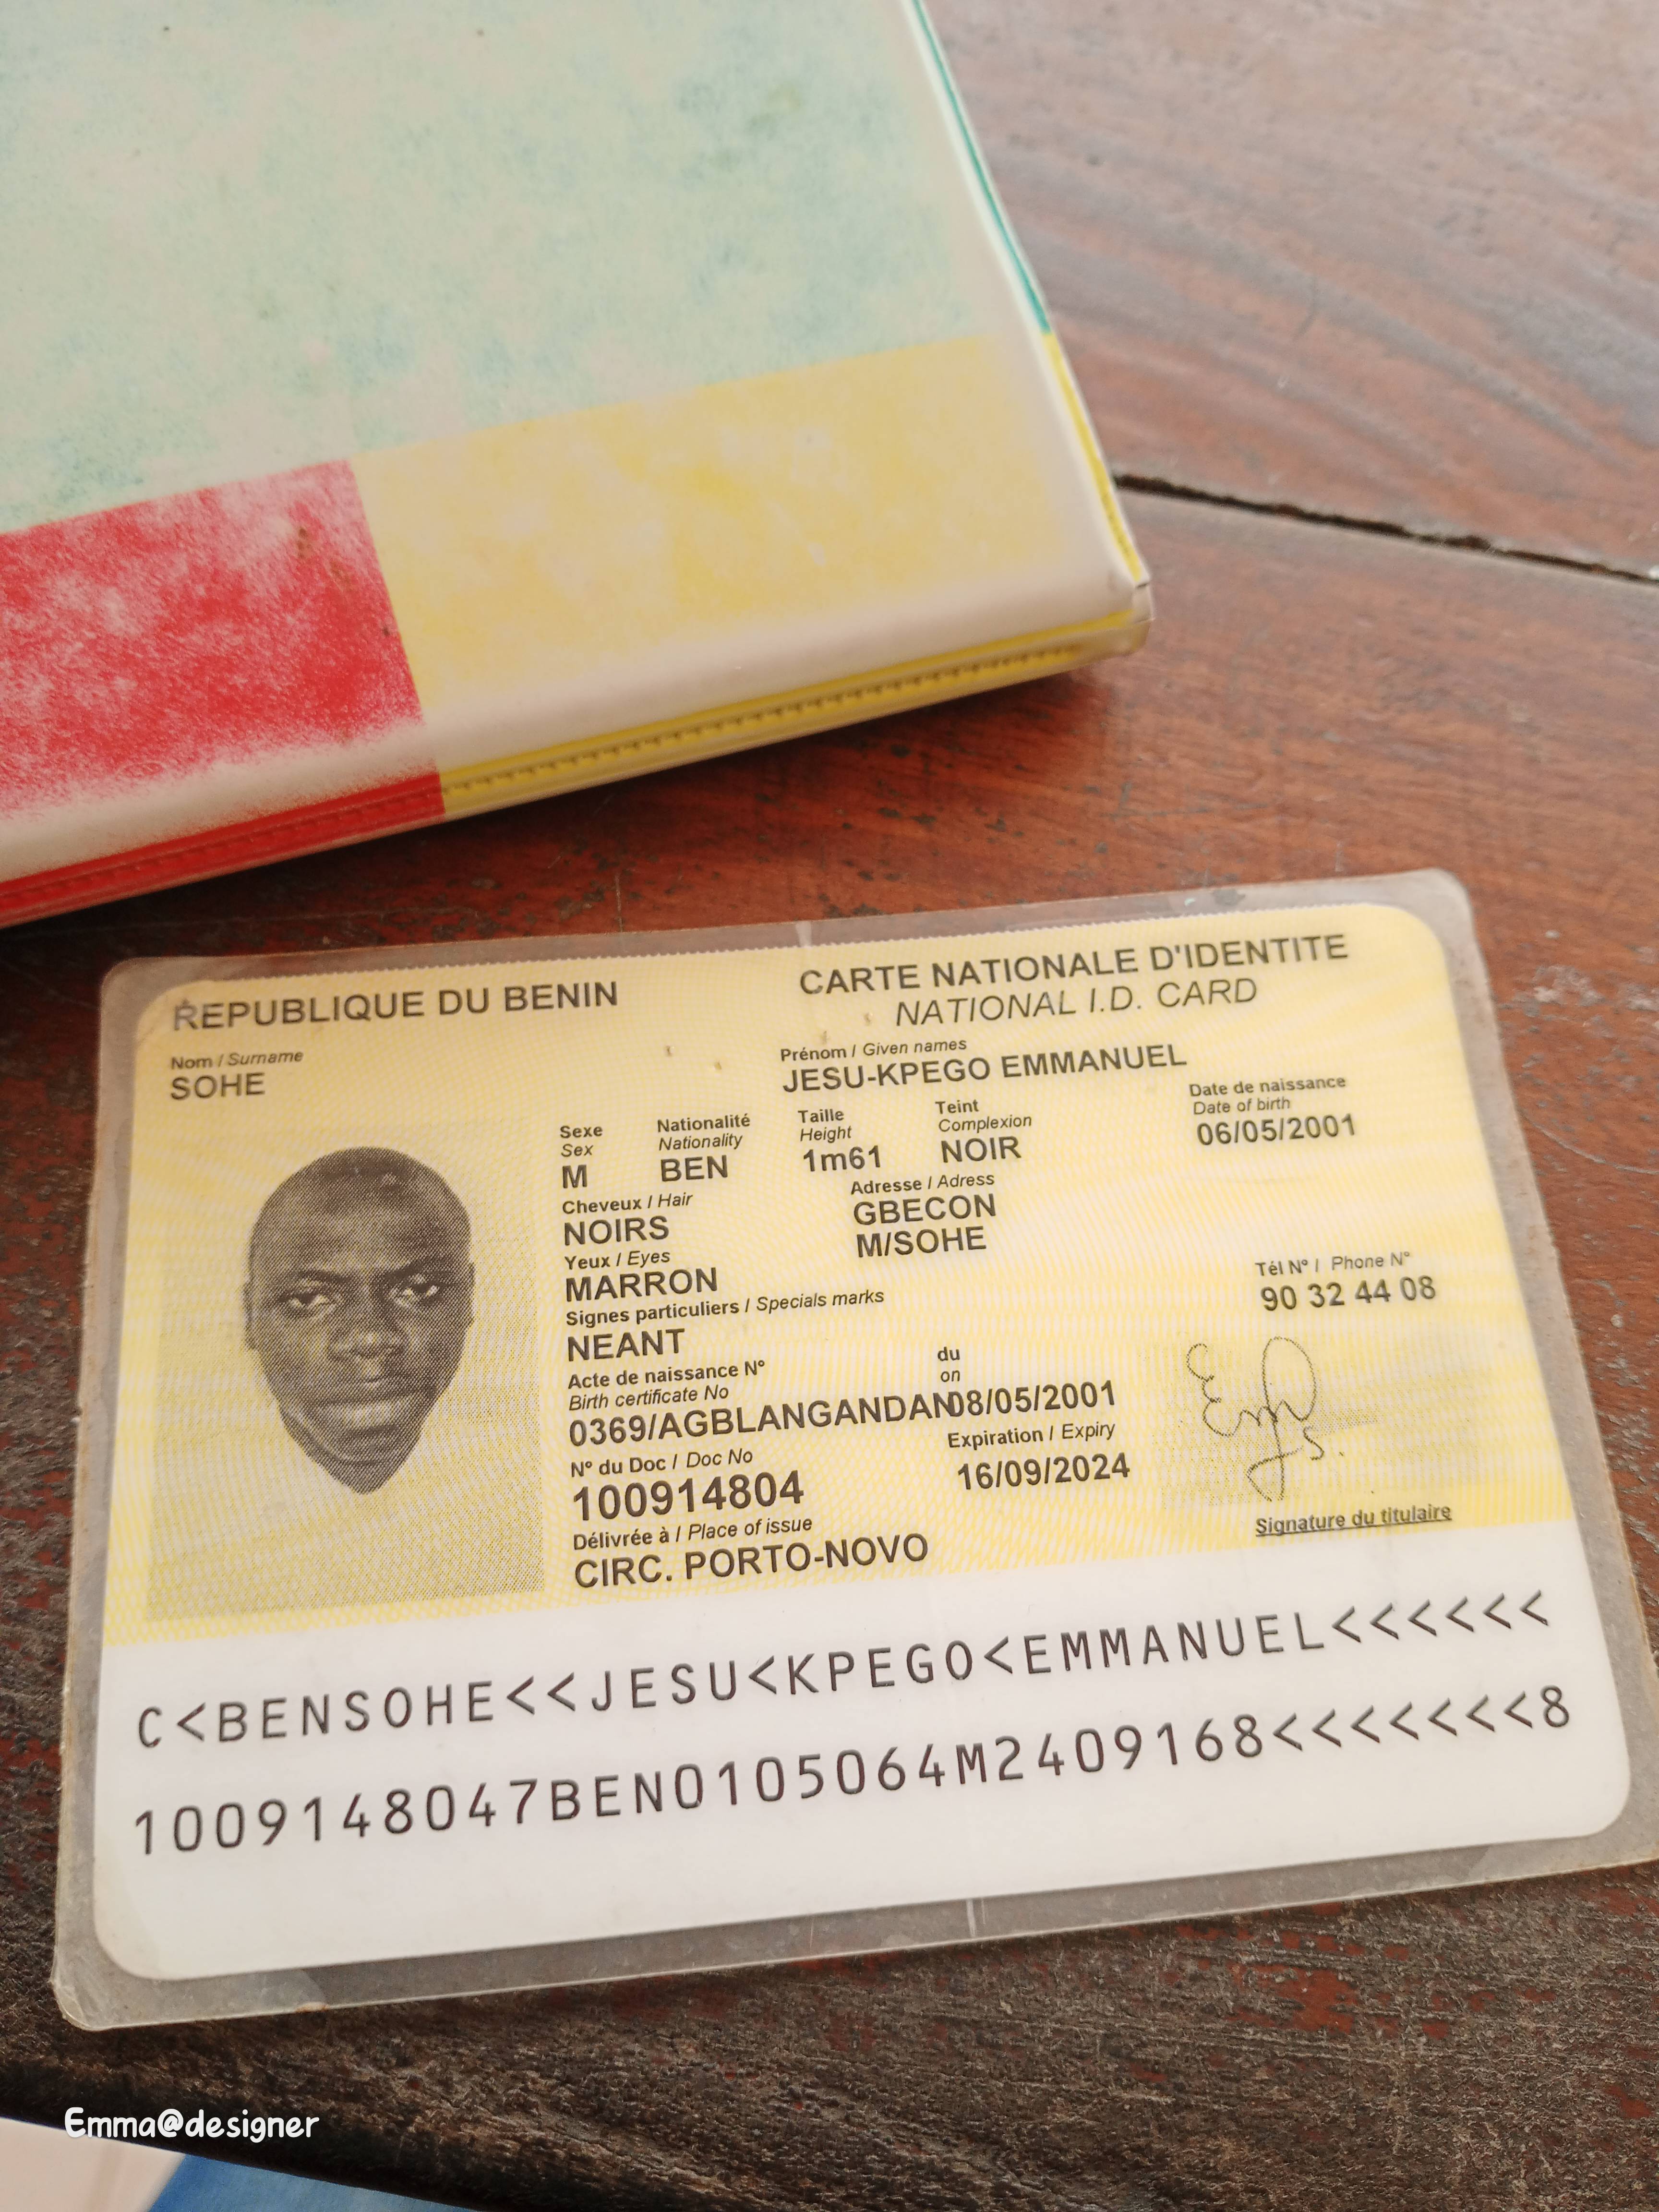 REPUBLIQUE DU BENIN
CARTE NATIONALE D'IDENTITE
NATIONAL I.D. CARD
Nom / Surname
SOHE
Prénom / Given names
JESU-KPEGO EMMANUEL
Sexe
Sex
M
Nationalité
Nationality
BEN
Taille
Height
1m61
Teint
Complexion
NOIR
Date de naissance
Date of birth
06/05/2001
Cheveux / Hair
NOIRS
Adresse / Adress
GBECON
M/SOHE
Yeux / Eyes
MARRON
Tél N° / Phone N°
90 32 44 08
Signes particuliers / Specials marks
NEANT
Acte de naissance N°
Birth certificate No
0369/AGBLANGANDAN
du
on
08/05/2001
N° du Doc / Doc No
100914804
Expiration / Expiry
16/09/2024
Délivrée à / Place of issue
CIRC. PORTO-NOVO
Signature du titulaire
C<BENSOHE<<JESU<KPEGO<EMMANUEL<<<<<<
1009148047BEN0105064M2409168<<<<<<<8
Emma@designer